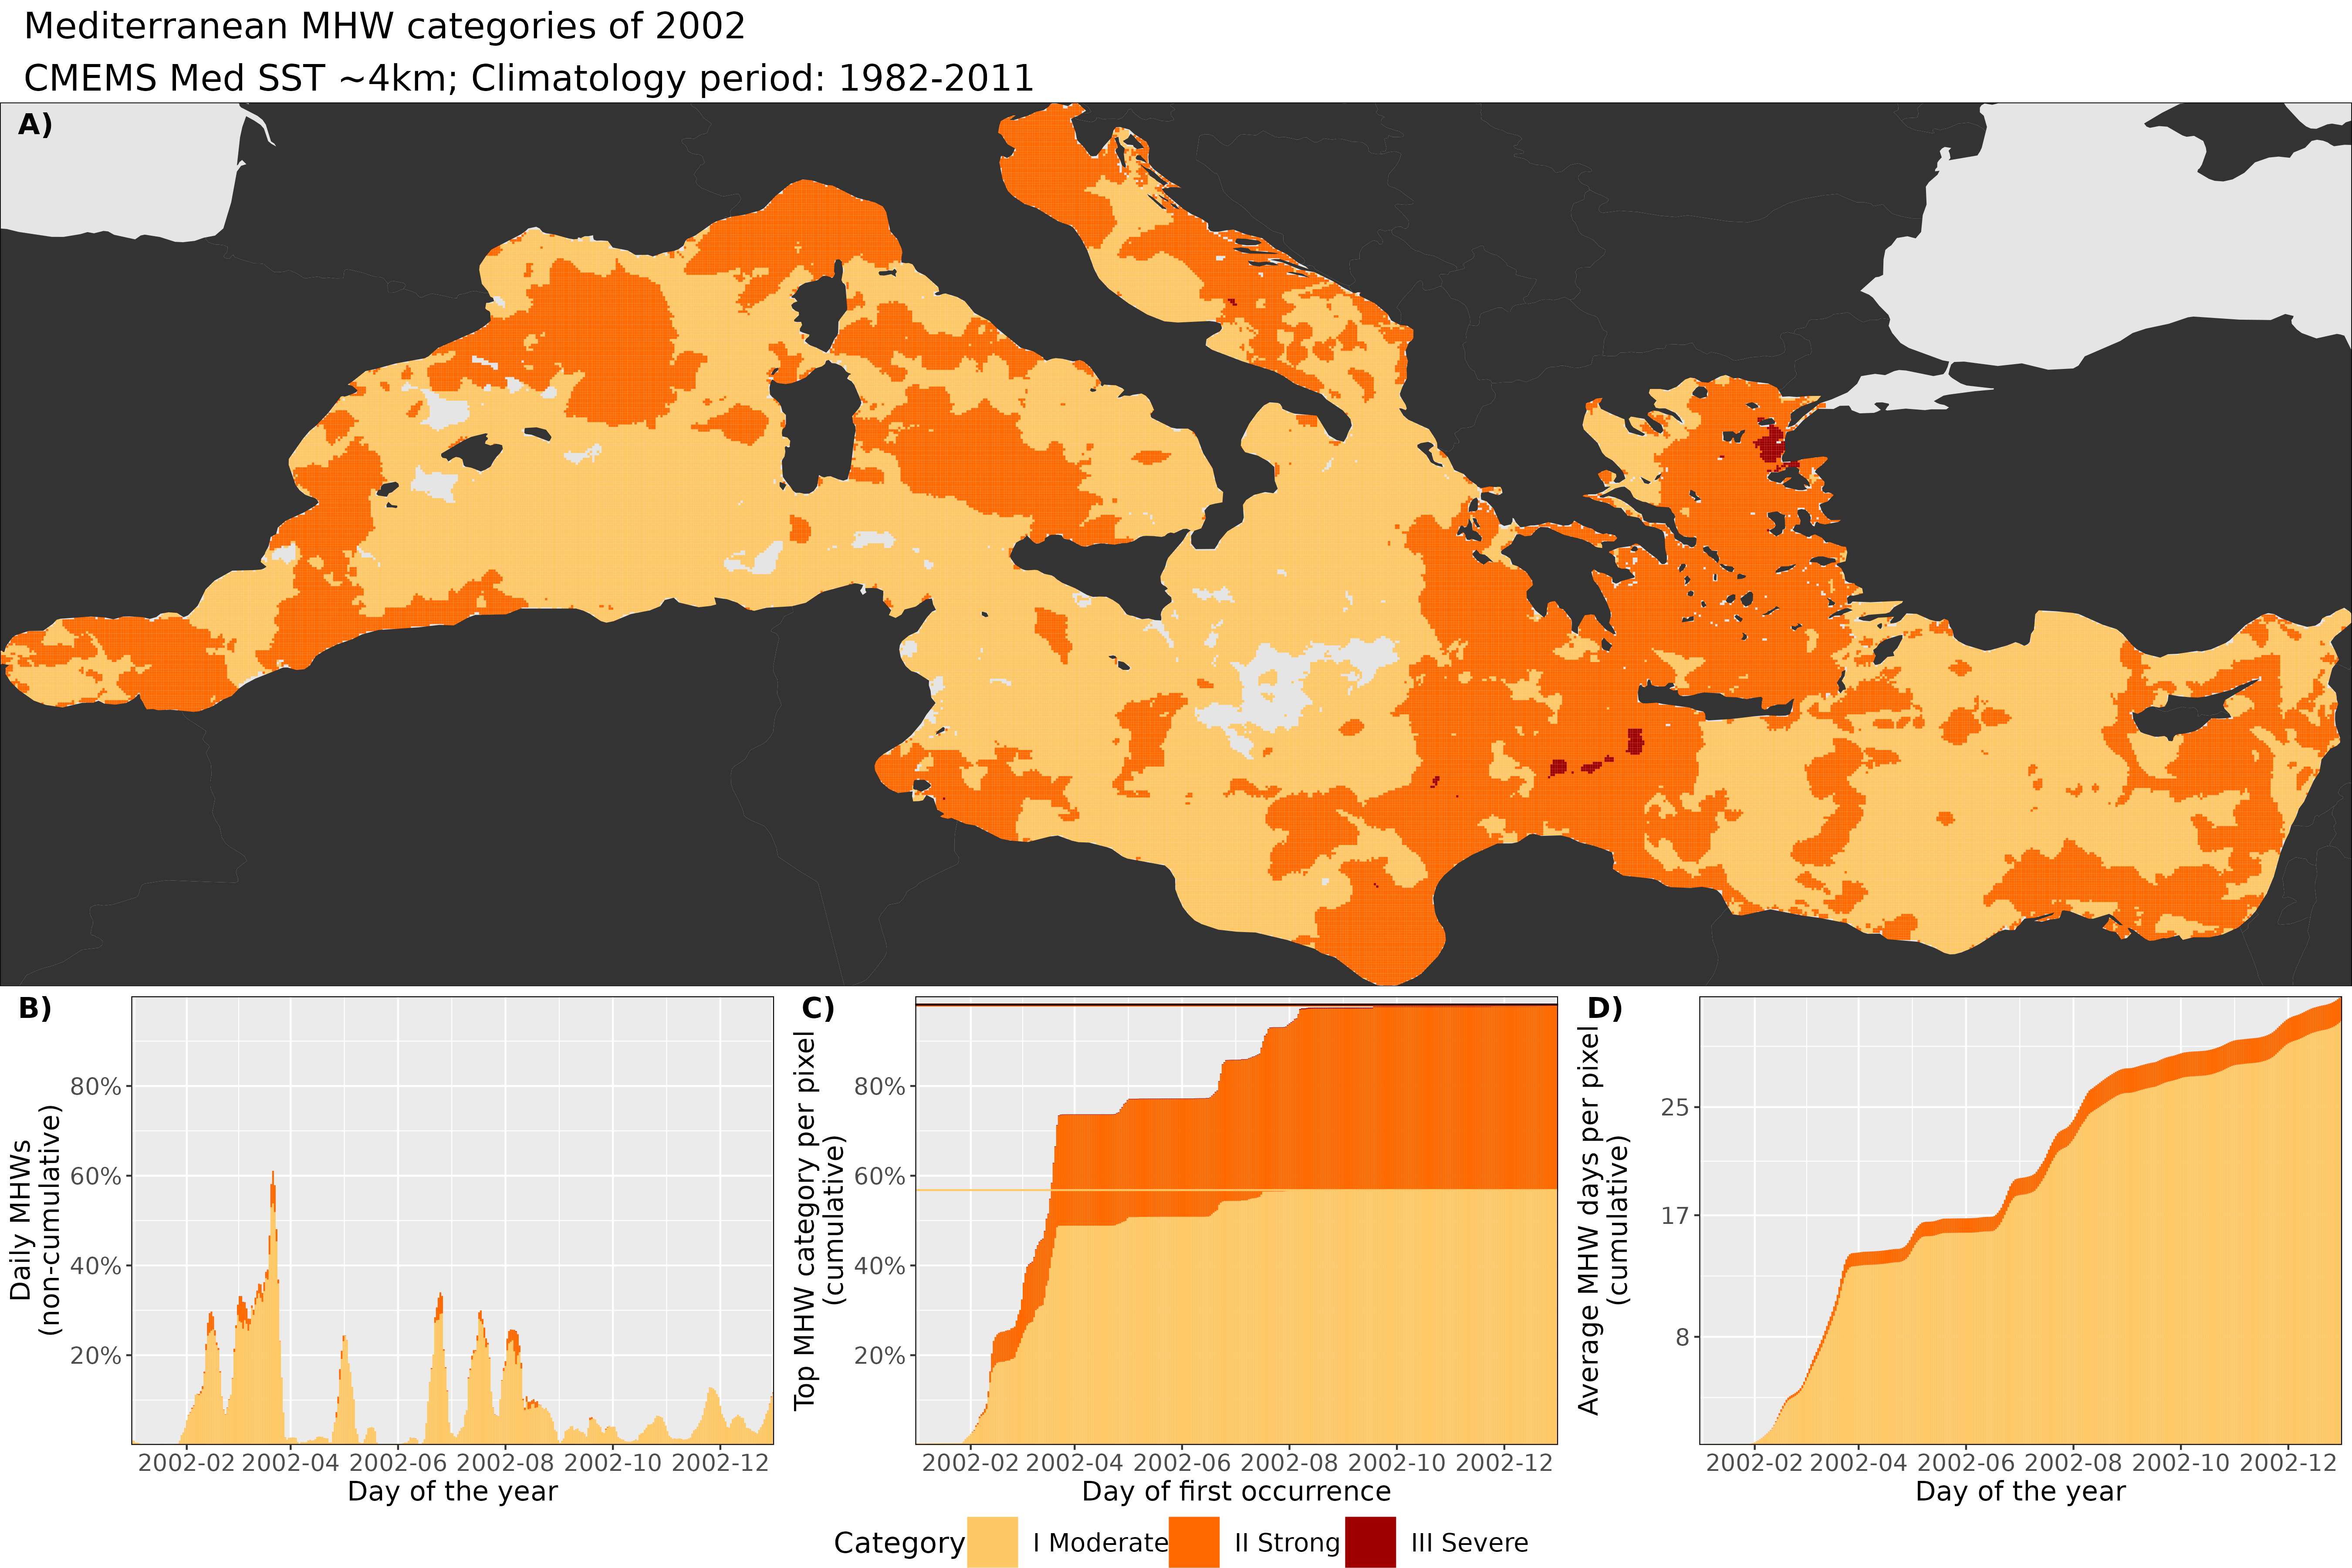 Mediterranean MHW categories of 2002
CMEMS Med SST ~4km; Climatology period: 1982-2011
A)
B)
Daily MHWs
(non-cumulative)
80%
60%
40%
20%
2002-02 2002-04 2002-06 2002-08 2002-10 2002-12
Day of the year
C)
Top MHW category per pixel
(cumulative)
80%
60%
40%
20%
2002-02 2002-04 2002-06 2002-08 2002-10 2002-12
Day of first occurrence
D)
Average MHW days per pixel
(cumulative)
25
17
8
2002-02 2002-04 2002-06 2002-08 2002-10 2002-12
Day of the year
Category I Moderate II Strong III Severe